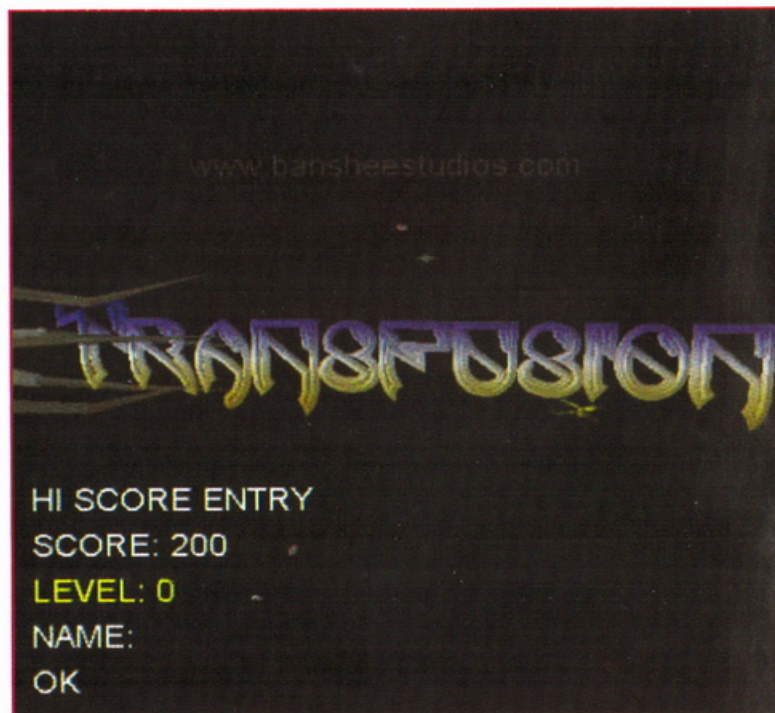 www.bansheestudios.com
TRANSFUSION
HI SCORE ENTRY
SCORE: 200
LEVEL: 0
NAME:
OK